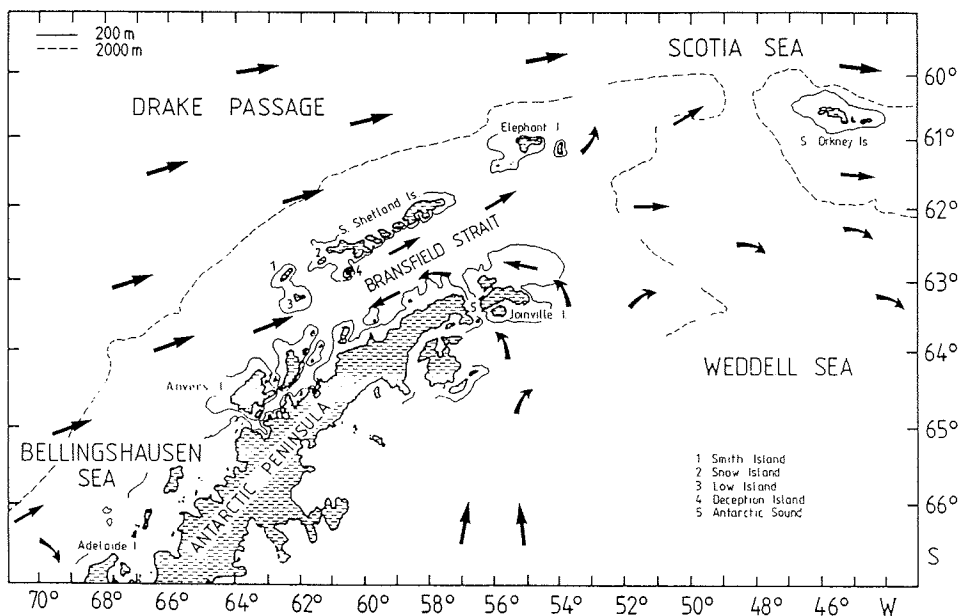 200 m
2000 m
SCOTIA SEA
DRAKE PASSAGE
60°
Elephant I
61°
S Orkney Is
S. Shetland Is
62°
BRANSFIELD STRAIT
1
2
4
3
63°
5
Joinville I
64°
WEDDELL SEA
Anvers I
65°
BELLINGSHAUSEN
SEA
ANTARCTIC PENINSULA
1 Smith Island
2 Snow Island
3 Low Island
4 Deception Island
5 Antarctic Sound
66°
Adelaide I
S
70° 68° 66° 64° 62° 60° 58° 56° 54° 52° 50° 49° 48° 46° W